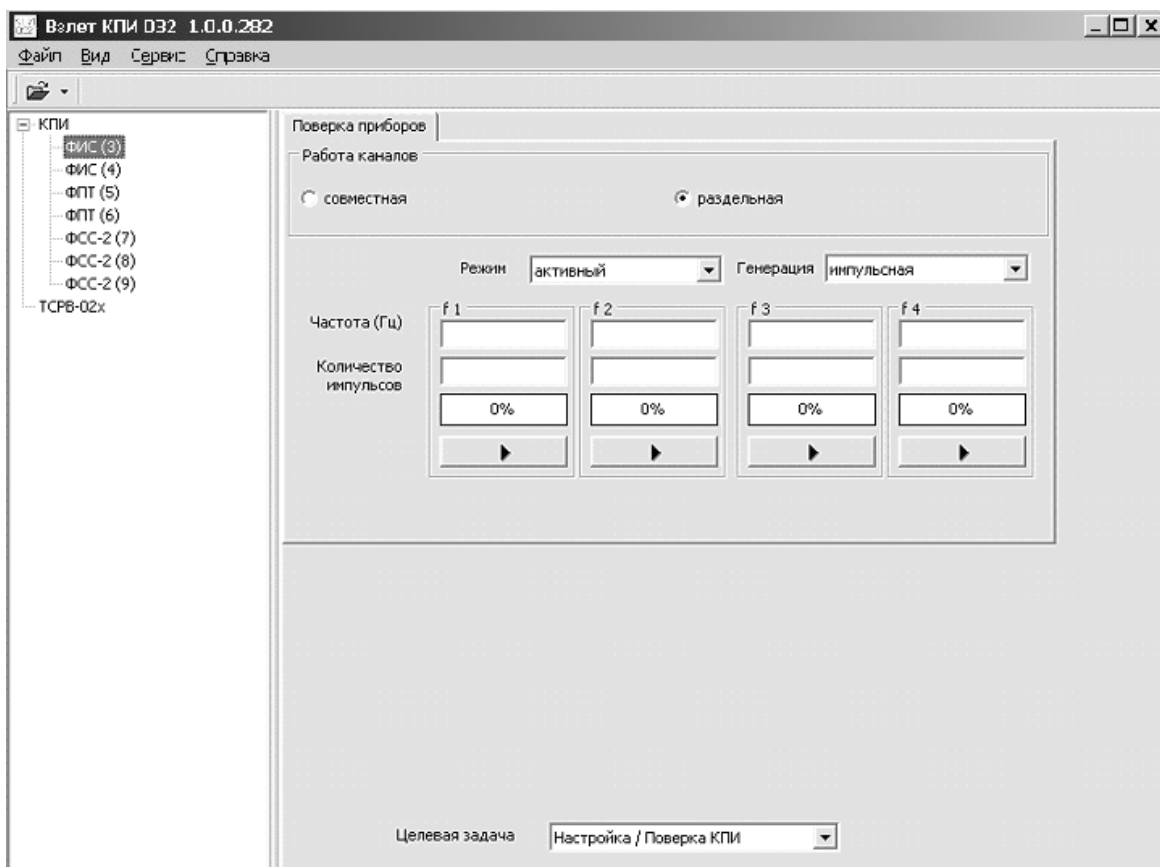 Взлет КПИ D32 1.0.0.282
Файл Вид Сервис Справка
КПИ
ФИС (3)
ФИС (4)
ФПТ (5)
ФПТ (6)
ФСС-2 (7)
ФСС-2 (8)
ФСС-2 (9)
ТСРВ-02х
Поверка приборов
Работа каналов
совместная раздельная
Режим активный Генерация импульсная
f 1 f 2 f 3 f 4
Частота (Гц)
Количество
импульсов
0% 0% 0% 0%
Целевая задача Настройка / Поверка КПИ